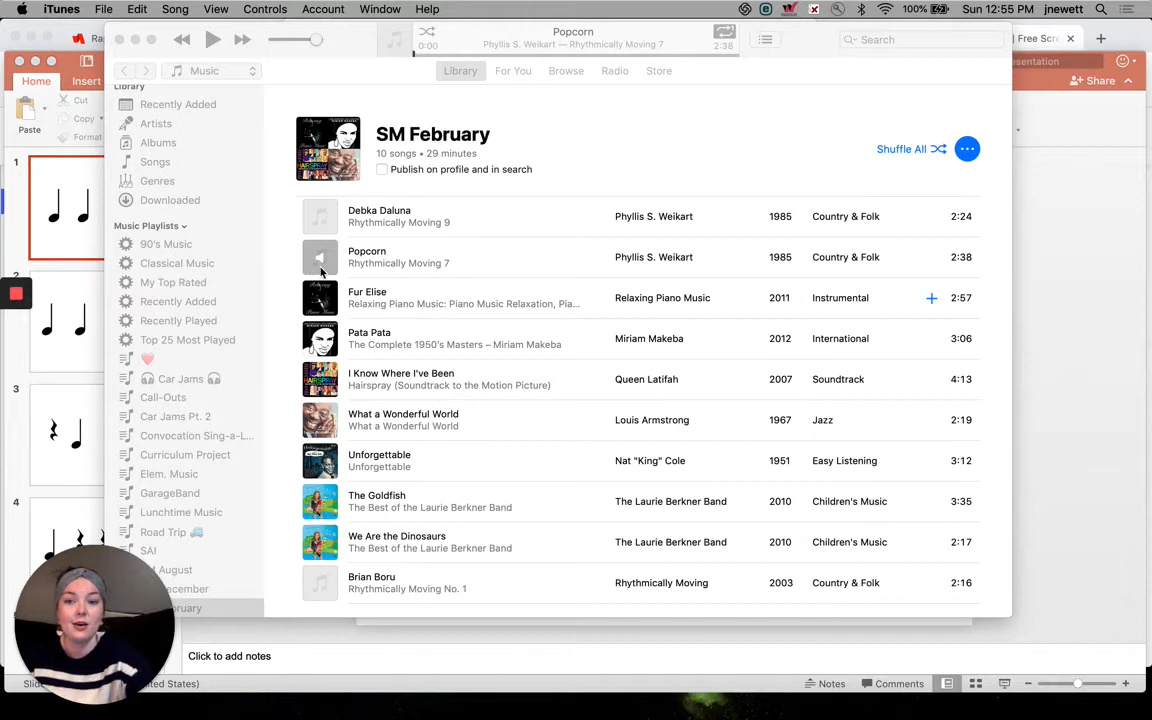 iTunes File Edit Song View Controls Account Window Help 100% Sun 12:55 PM jnewett
Popcorn
Phyllis S. Weikart — Rhythmically Moving 7
0:00 2:38
Search
Free Scre
Home Insert
Share
Cut
Copy
Format
Paste
Music
Library For You Browse Radio Store
Library
Recently Added
Artists
Albums
Songs
Genres
Downloaded
Music Playlists
90's Music
Classical Music
My Top Rated
Recently Added
Recently Played
Top 25 Most Played
❤️
🎧 Car Jams 🎧
Call-Outs
Car Jams Pt. 2
Convocation Sing-a-L...
Curriculum Project
Elem. Music
GarageBand
Lunchtime Music
Road Trip 🚙
SAI
SM February
10 songs • 29 minutes
Publish on profile and in search
Shuffle All
Debka Daluna Phyllis S. Weikart 1985 Country & Folk 2:24
Rhythmically Moving 9
Popcorn Phyllis S. Weikart 1985 Country & Folk 2:38
Rhythmically Moving 7
Fur Elise Relaxing Piano Music 2011 Instrumental + 2:57
Relaxing Piano Music: Piano Music Relaxation, Pia...
Pata Pata Miriam Makeba 2012 International 3:06
The Complete 1950's Masters – Miriam Makeba
I Know Where I've Been Queen Latifah 2007 Soundtrack 4:13
Hairspray (Soundtrack to the Motion Picture)
What a Wonderful World Louis Armstrong 1967 Jazz 2:19
What a Wonderful World
Unforgettable Nat "King" Cole 1951 Easy Listening 3:12
Unforgettable
The Goldfish The Laurie Berkner Band 2010 Children's Music 3:35
The Best of the Laurie Berkner Band
We Are the Dinosaurs The Laurie Berkner Band 2010 Children's Music 2:17
The Best of the Laurie Berkner Band
Brian Boru Rhythmically Moving 2003 Country & Folk 2:16
Rhythmically Moving No. 1
1
3
4
Click to add notes
Notes Comments